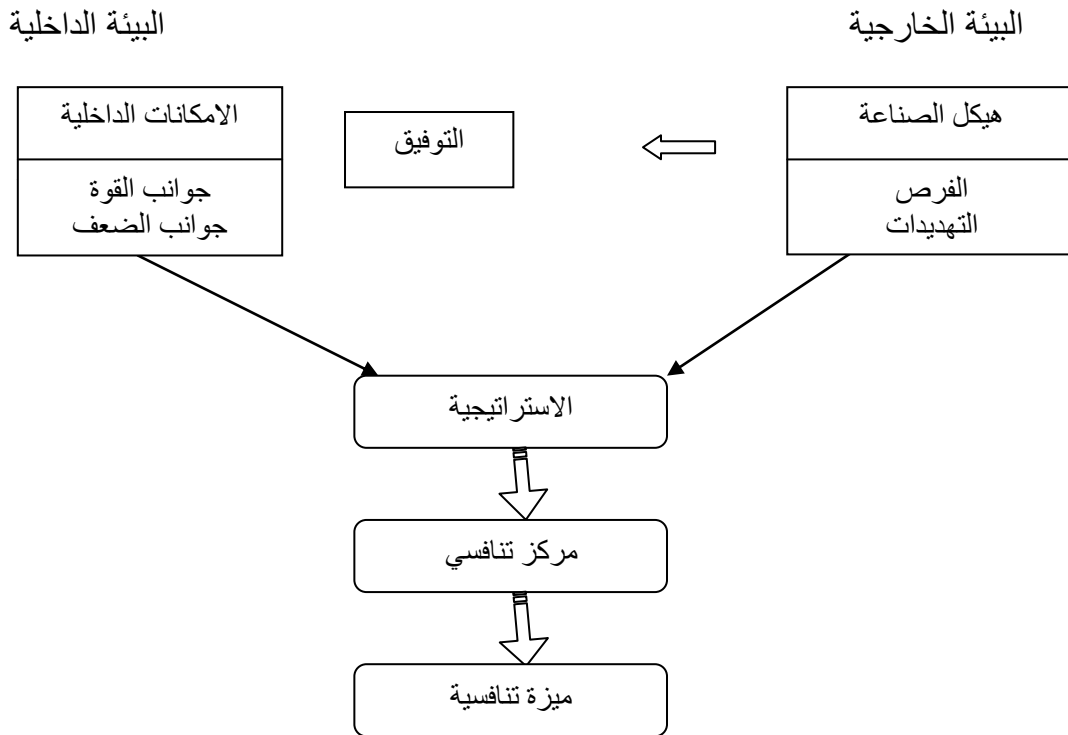 البيئة الخارجية
البيئة الداخلية
هيكل الصناعة
التوفيق
الامكانات الداخلية
الفرص
التهديدات
جوانب القوة
جوانب الضعف
الاستراتيجية
مركز تنافسي
ميزة تنافسية